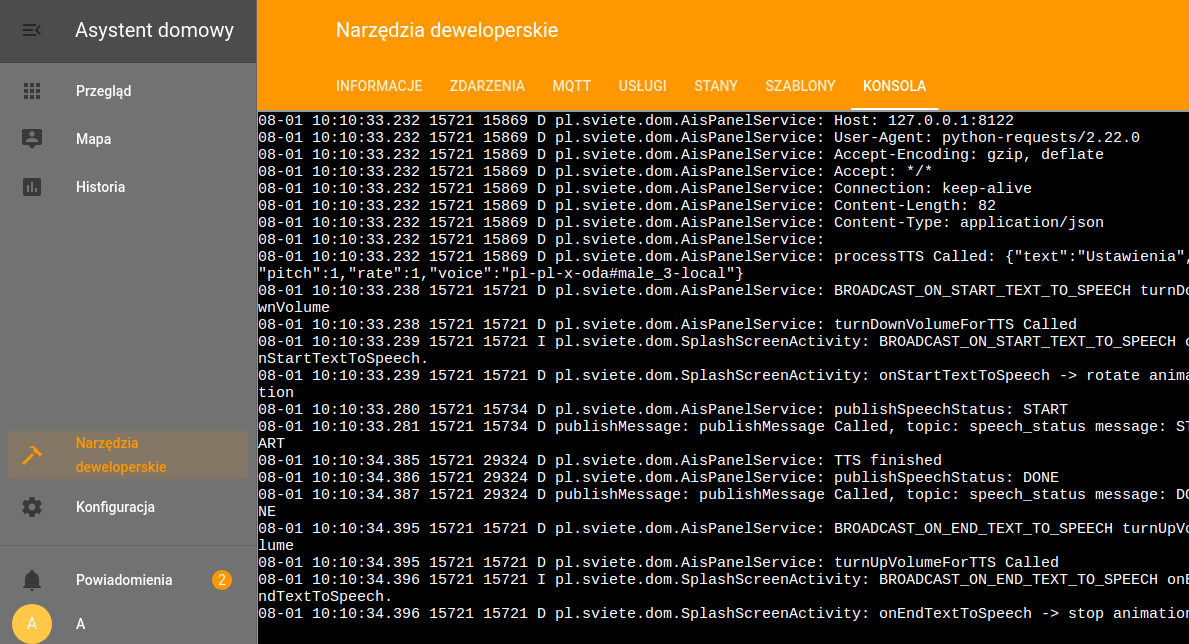 Asystent domowy
Przegląd
Mapa
Historia
Narzędzia
deweloperskie
Konfiguracja
Powiadomienia 2
A A
Narzędzia deweloperskie
INFORMACJE ZDARZENIA MQTT USŁUGI STANY SZABLONY KONSOLA
08-01 10:10:33.232 15721 15869 D pl.sviete.dom.AisPanelService: Host: 127.0.0.1:8122
08-01 10:10:33.232 15721 15869 D pl.sviete.dom.AisPanelService: User-Agent: python-requests/2.22.0
08-01 10:10:33.232 15721 15869 D pl.sviete.dom.AisPanelService: Accept-Encoding: gzip, deflate
08-01 10:10:33.232 15721 15869 D pl.sviete.dom.AisPanelService: Accept: */*
08-01 10:10:33.232 15721 15869 D pl.sviete.dom.AisPanelService: Connection: keep-alive
08-01 10:10:33.232 15721 15869 D pl.sviete.dom.AisPanelService: Content-Length: 82
08-01 10:10:33.232 15721 15869 D pl.sviete.dom.AisPanelService: Content-Type: application/json
08-01 10:10:33.232 15721 15869 D pl.sviete.dom.AisPanelService:
08-01 10:10:33.232 15721 15869 D pl.sviete.dom.AisPanelService: processTTS Called: {"text":"Ustawienia",
"pitch":1,"rate":1,"voice":"pl-pl-x-oda#male_3-local"}
08-01 10:10:33.238 15721 15721 D pl.sviete.dom.AisPanelService: BROADCAST_ON_START_TEXT_TO_SPEECH turnDo
wnVolume
08-01 10:10:33.238 15721 15721 D pl.sviete.dom.AisPanelService: turnDownVolumeForTTS Called
08-01 10:10:33.239 15721 15721 I pl.sviete.dom.SplashScreenActivity: BROADCAST_ON_START_TEXT_TO_SPEECH o
nStartTextToSpeech.
08-01 10:10:33.239 15721 15721 D pl.sviete.dom.SplashScreenActivity: onStartTextToSpeech -> rotate anima
tion
08-01 10:10:33.280 15721 15734 D pl.sviete.dom.AisPanelService: publishSpeechStatus: START
08-01 10:10:33.281 15721 15734 D publishMessage: publishMessage Called, topic: speech_status message: ST
ART
08-01 10:10:34.385 15721 29324 D pl.sviete.dom.AisPanelService: TTS finished
08-01 10:10:34.386 15721 29324 D pl.sviete.dom.AisPanelService: publishSpeechStatus: DONE
08-01 10:10:34.387 15721 29324 D publishMessage: publishMessage Called, topic: speech_status message: DO
NE
08-01 10:10:34.395 15721 15721 D pl.sviete.dom.AisPanelService: BROADCAST_ON_END_TEXT_TO_SPEECH turnUpVo
lume
08-01 10:10:34.395 15721 15721 D pl.sviete.dom.AisPanelService: turnUpVolumeForTTS Called
08-01 10:10:34.396 15721 15721 I pl.sviete.dom.SplashScreenActivity: BROADCAST_ON_END_TEXT_TO_SPEECH onE
ndTextToSpeech.
08-01 10:10:34.396 15721 15721 D pl.sviete.dom.SplashScreenActivity: onEndTextToSpeech -> stop animation